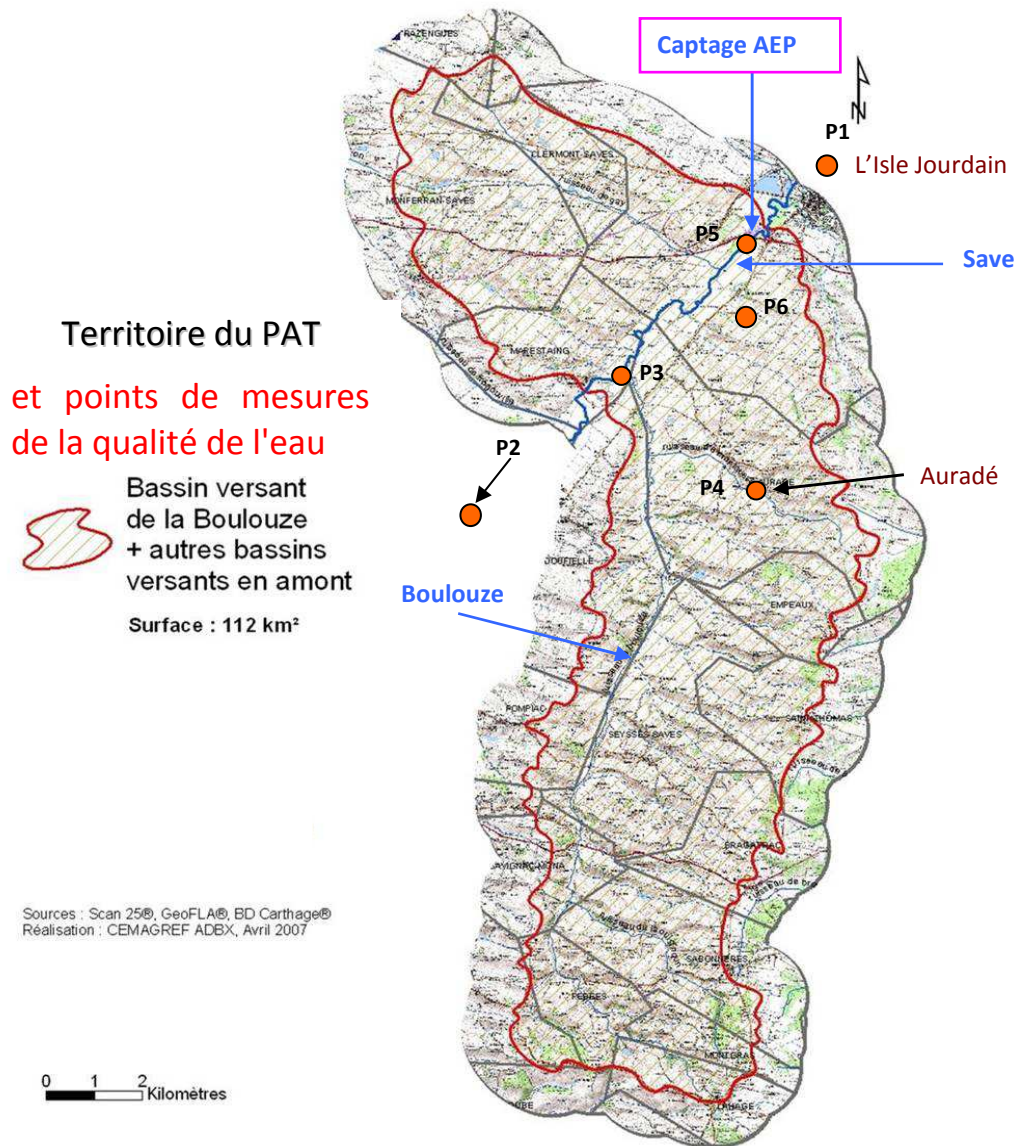 RAZENGUES
Captage AEP
P1
L'Isle Jourdain
CLERMONT-SAVES
MONFERRAN-SAVES
P5
Save
P6
Territoire du PAT
MARESTAING
P3
et points de mesures
de la qualité de l'eau
P2
P4
Auradé
Bassin versant
de la Boulouze
+ autres bassins
versants en amont
Surface : 112 km²
Boulouze
EMPEAUX
POMPIAC
SAINT-THOMAS
SEYSSES-SAVES
BRAGAYRAC
Sources : Scan 25®, GeoFLA®, BD Carthage®
Réalisation : CEMAGREF ADBX, Avril 2007
SABONNERES
MONTGRAS
0 1 2
Kilomètres